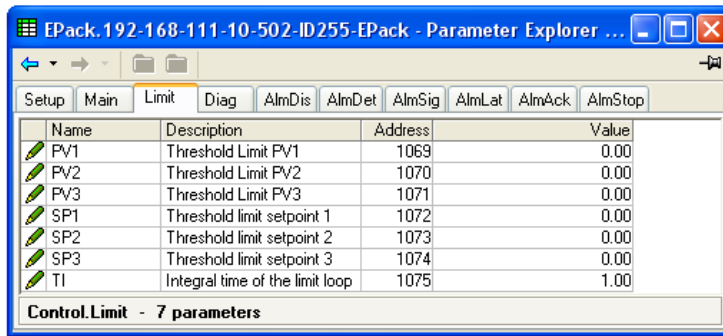 EPack.192-168-111-10-502-ID255-EPack - Parameter Explorer ...
Setup Main Limit Diag AlmDis AlmDet AlmSig AlmLat AlmAck AlmStop
Name Description Address Value
PV1 Threshold Limit PV1 1069 0.00
PV2 Threshold Limit PV2 1070 0.00
PV3 Threshold Limit PV3 1071 0.00
SP1 Threshold limit setpoint 1 1072 0.00
SP2 Threshold limit setpoint 2 1073 0.00
SP3 Threshold limit setpoint 3 1074 0.00
TI Integral time of the limit loop 1075 1.00
Control.Limit - 7 parameters